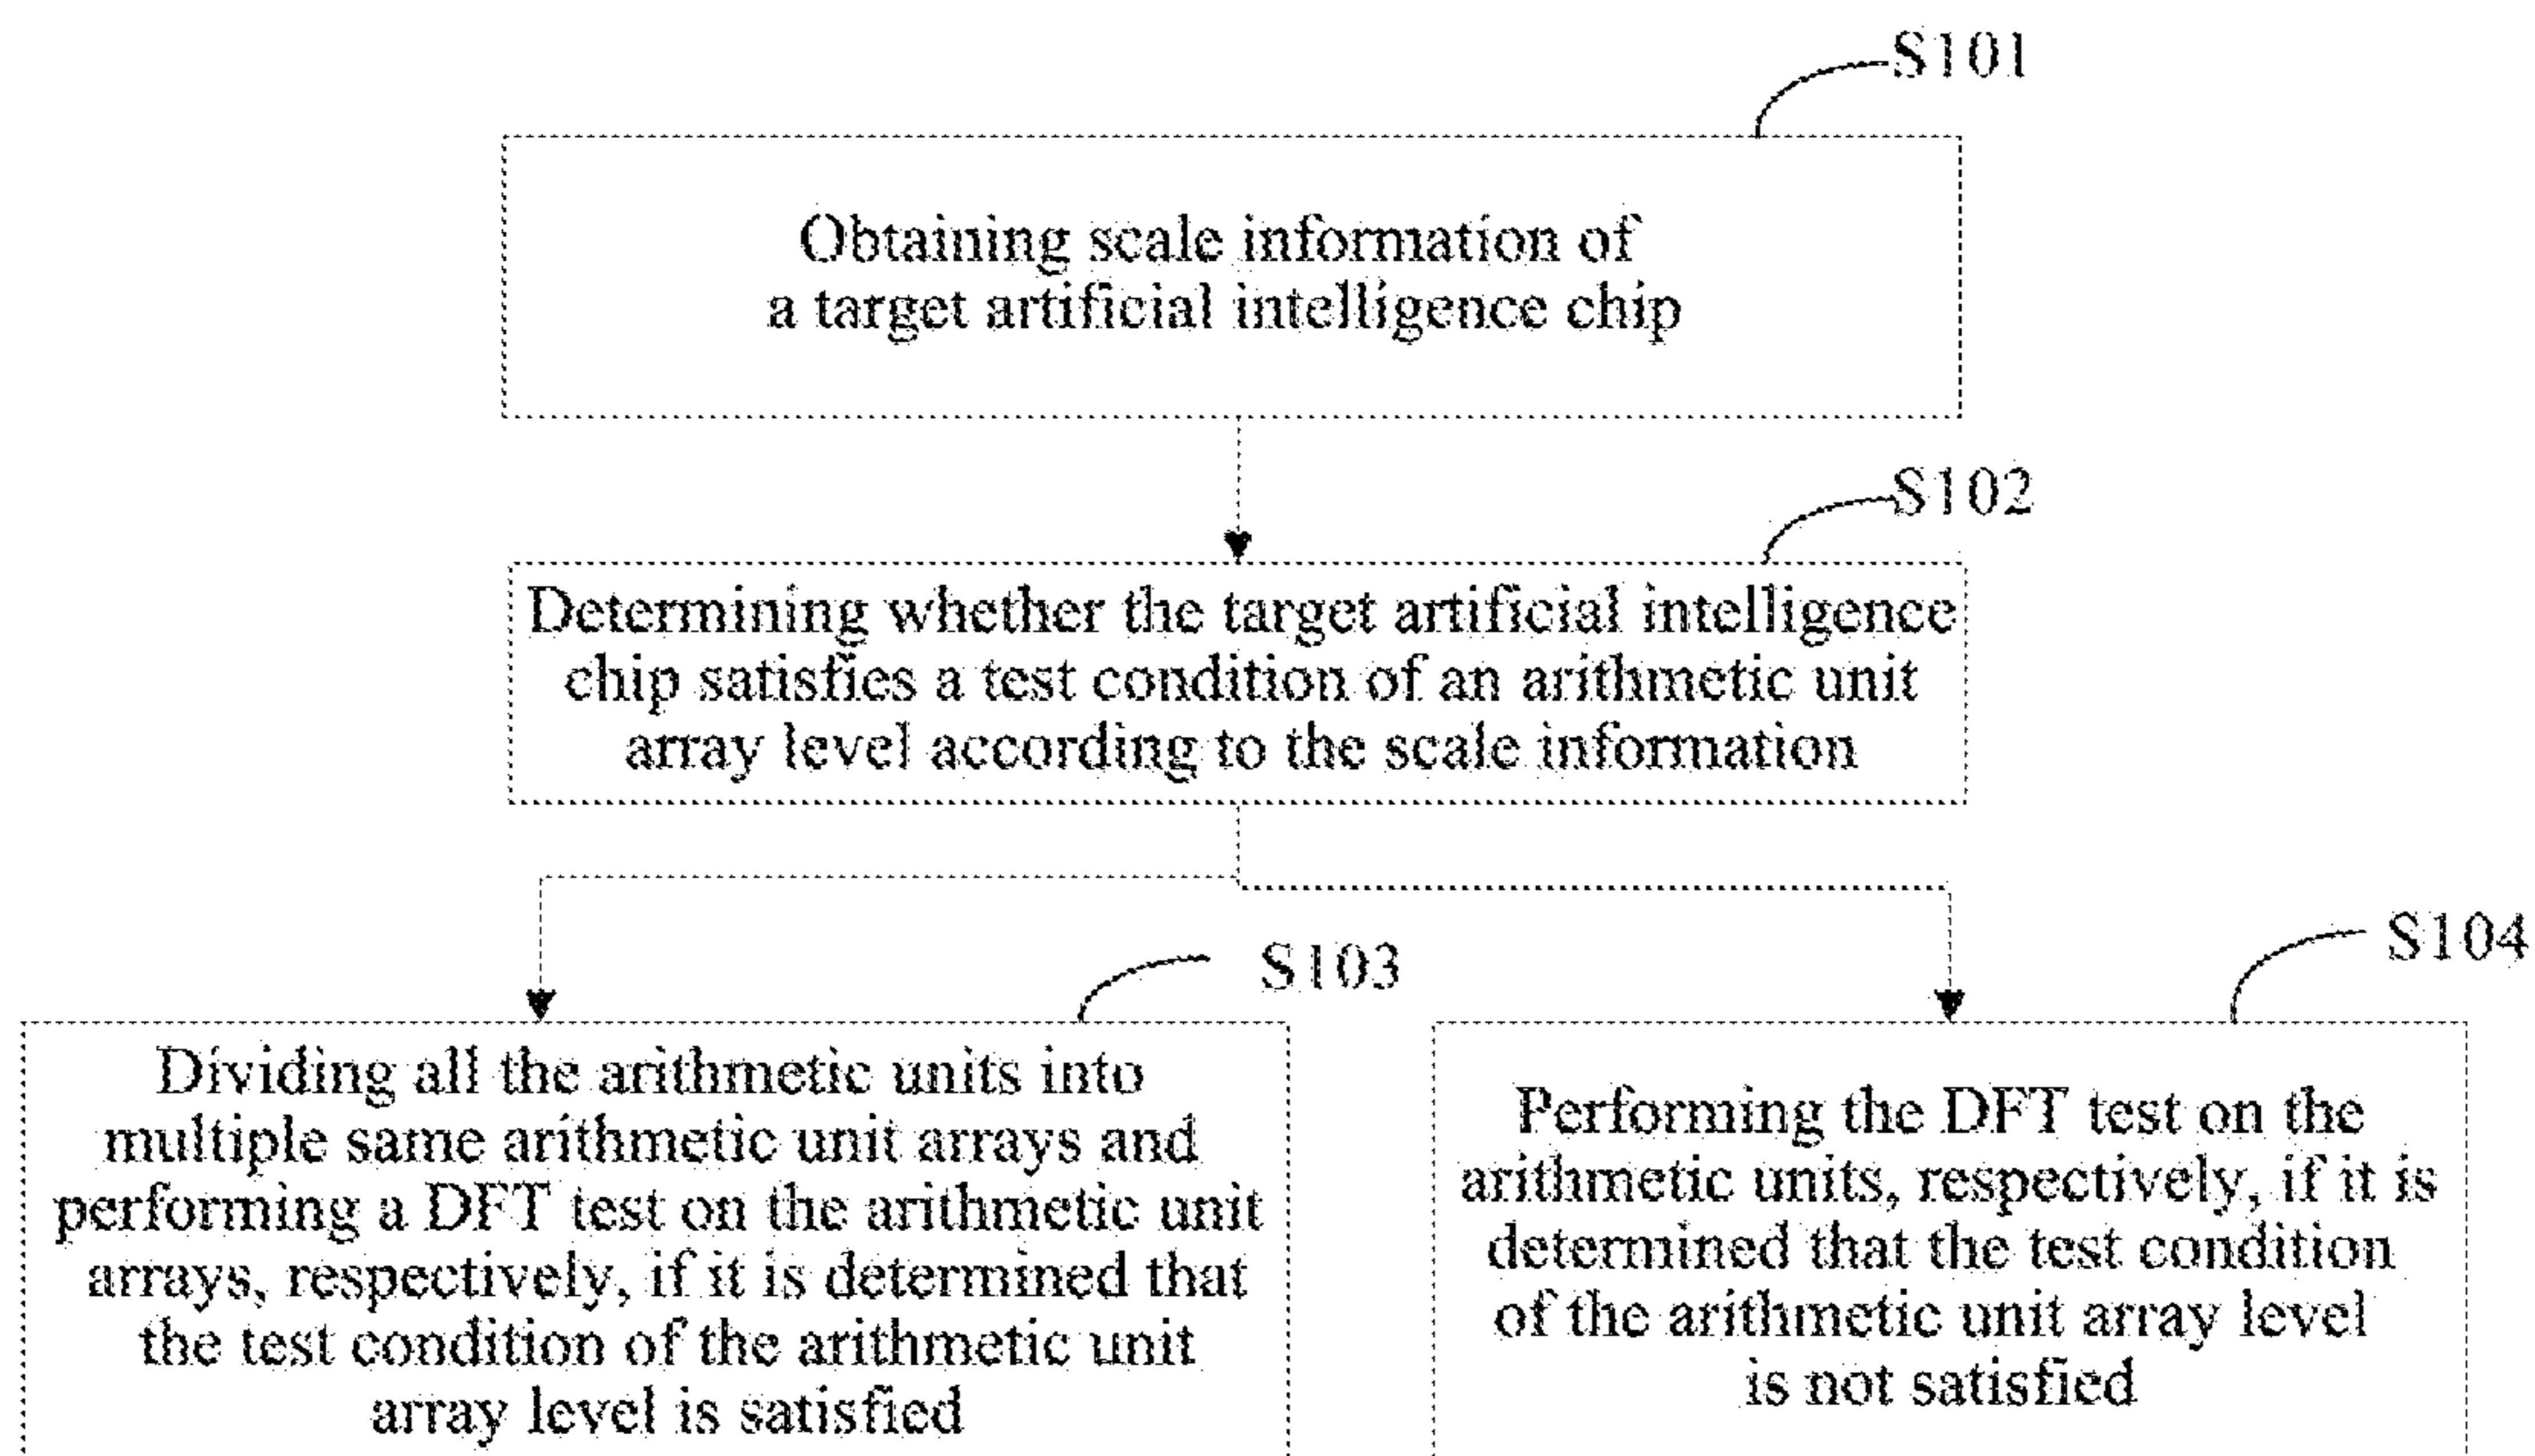 S101
Obtaining scale information of
a target artificial intelligence chip
S102
Determining whether the target artificial intelligence
chip satisfies a test condition of an arithmetic unit
array level according to the scale information
S103
Dividing all the arithmetic units into
multiple same arithmetic unit arrays and
performing a DFT test on the arithmetic unit
arrays, respectively, if it is determined that
the test condition of the arithmetic unit
array level is satisfied
S104
Performing the DFT test on the
arithmetic units, respectively, if it is
determined that the test condition
of the arithmetic unit array level
is not satisfied